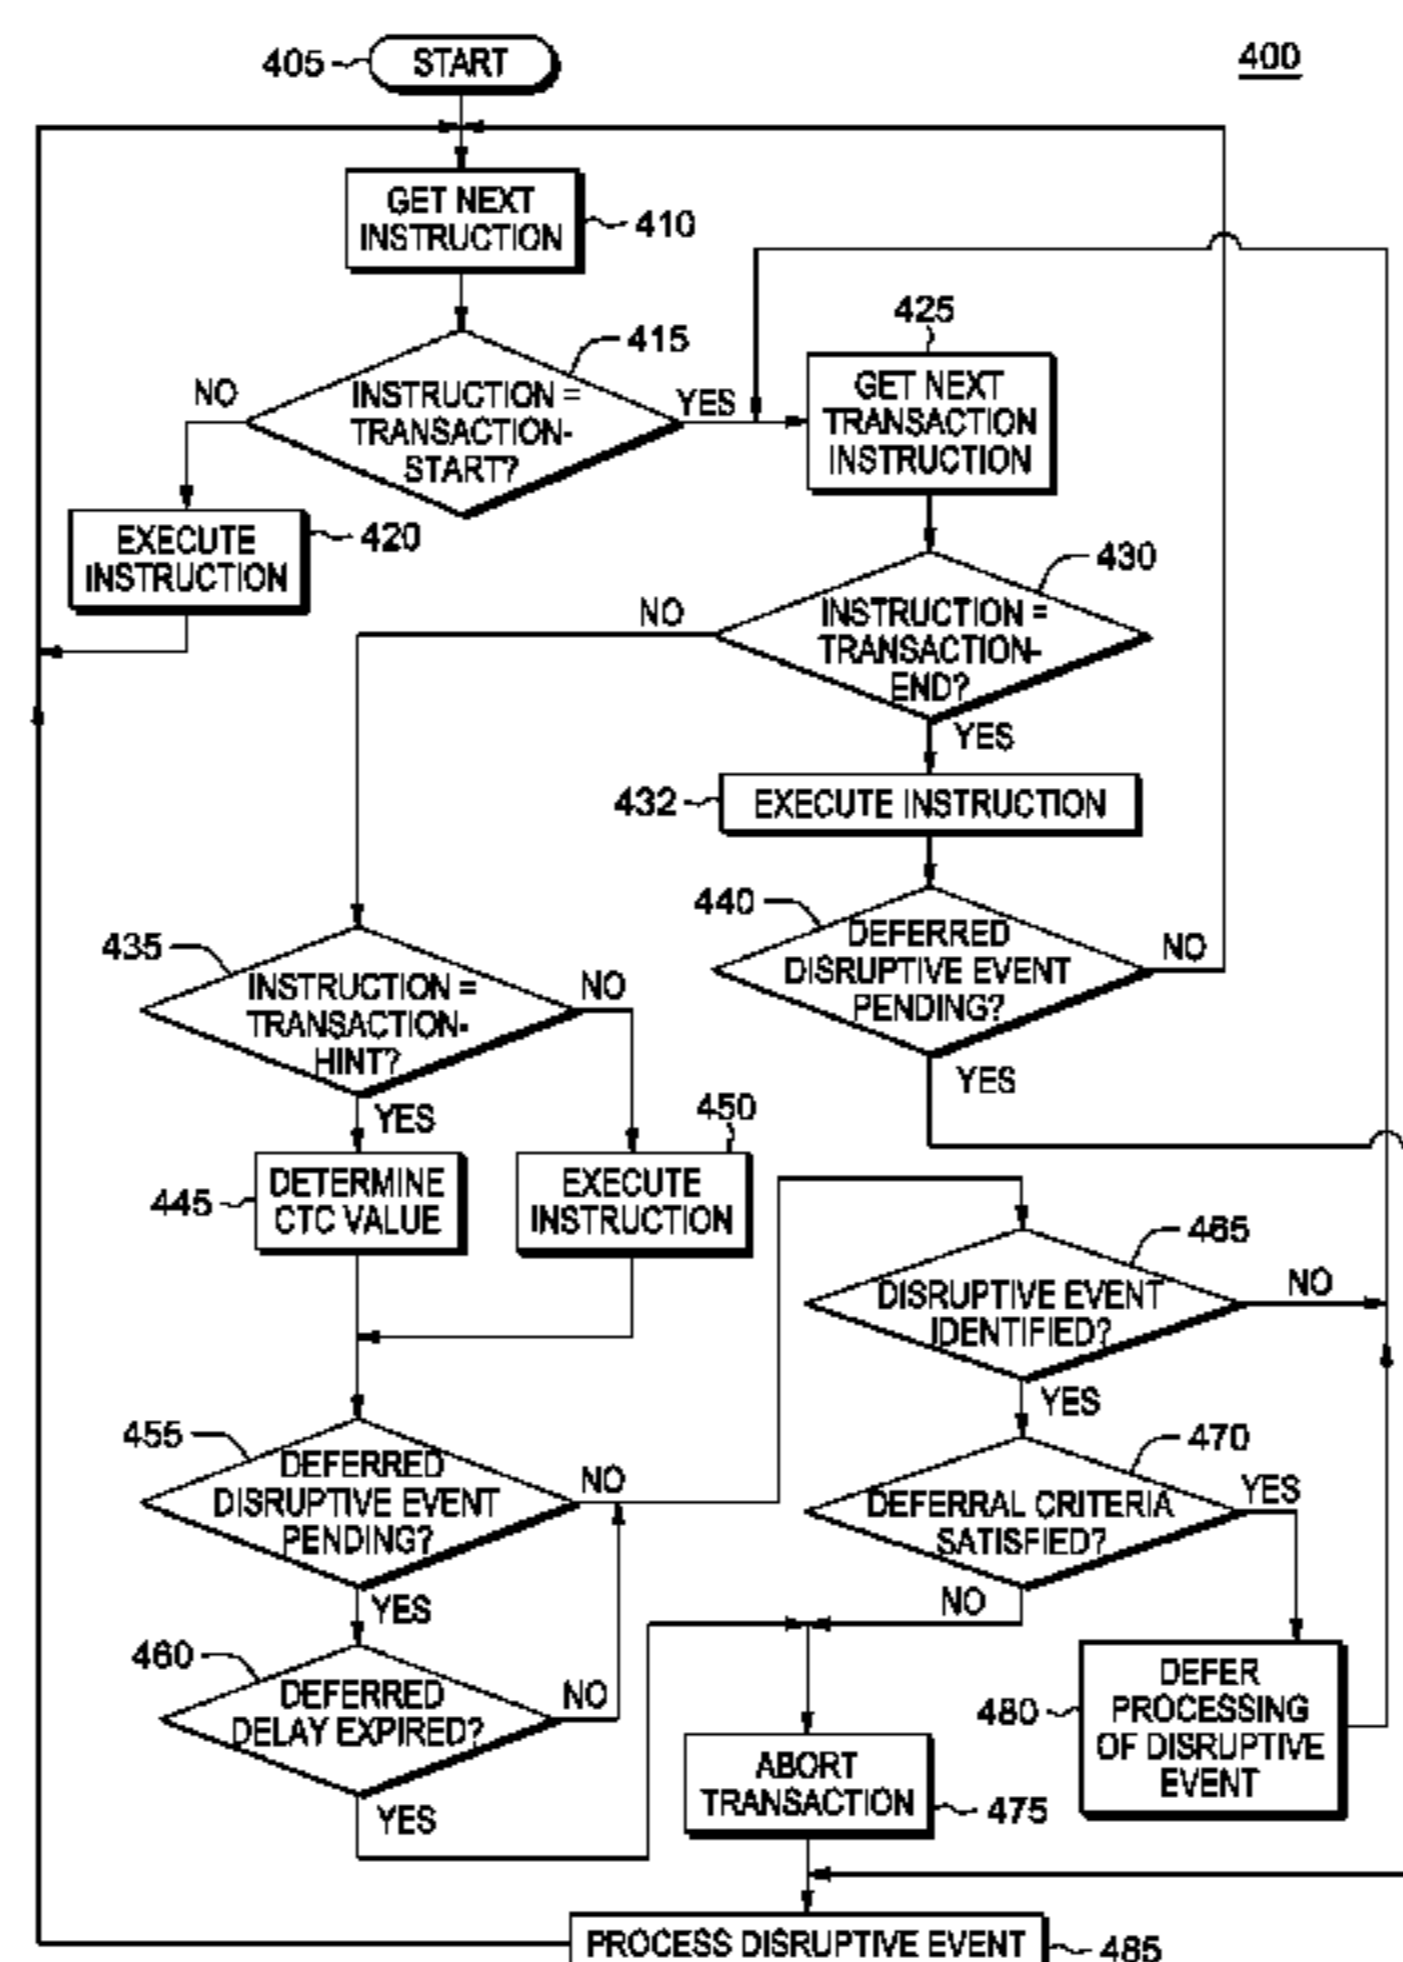 400
405
START
GET NEXT
INSTRUCTION
410
415
INSTRUCTION =
TRANSACTION-
START?
NO
YES
EXECUTE
INSTRUCTION
420
425
GET NEXT
TRANSACTION
INSTRUCTION
430
INSTRUCTION =
TRANSACTION-
END?
NO
YES
432
EXECUTE INSTRUCTION
440
DEFERRED
DISRUPTIVE EVENT
PENDING?
NO
YES
435
INSTRUCTION =
TRANSACTION-
HINT?
NO
YES
445
DETERMINE
CTC VALUE
450
EXECUTE
INSTRUCTION
455
DEFERRED
DISRUPTIVE EVENT
PENDING?
NO
YES
460
DEFERRED
DELAY EXPIRED?
NO
YES
465
DISRUPTIVE EVENT
IDENTIFIED?
NO
YES
470
DEFERRAL CRITERIA
SATISFIED?
YES
NO
ABORT
TRANSACTION
475
480
DEFER
PROCESSING
OF DISRUPTIVE
EVENT
PROCESS DISRUPTIVE EVENT
485